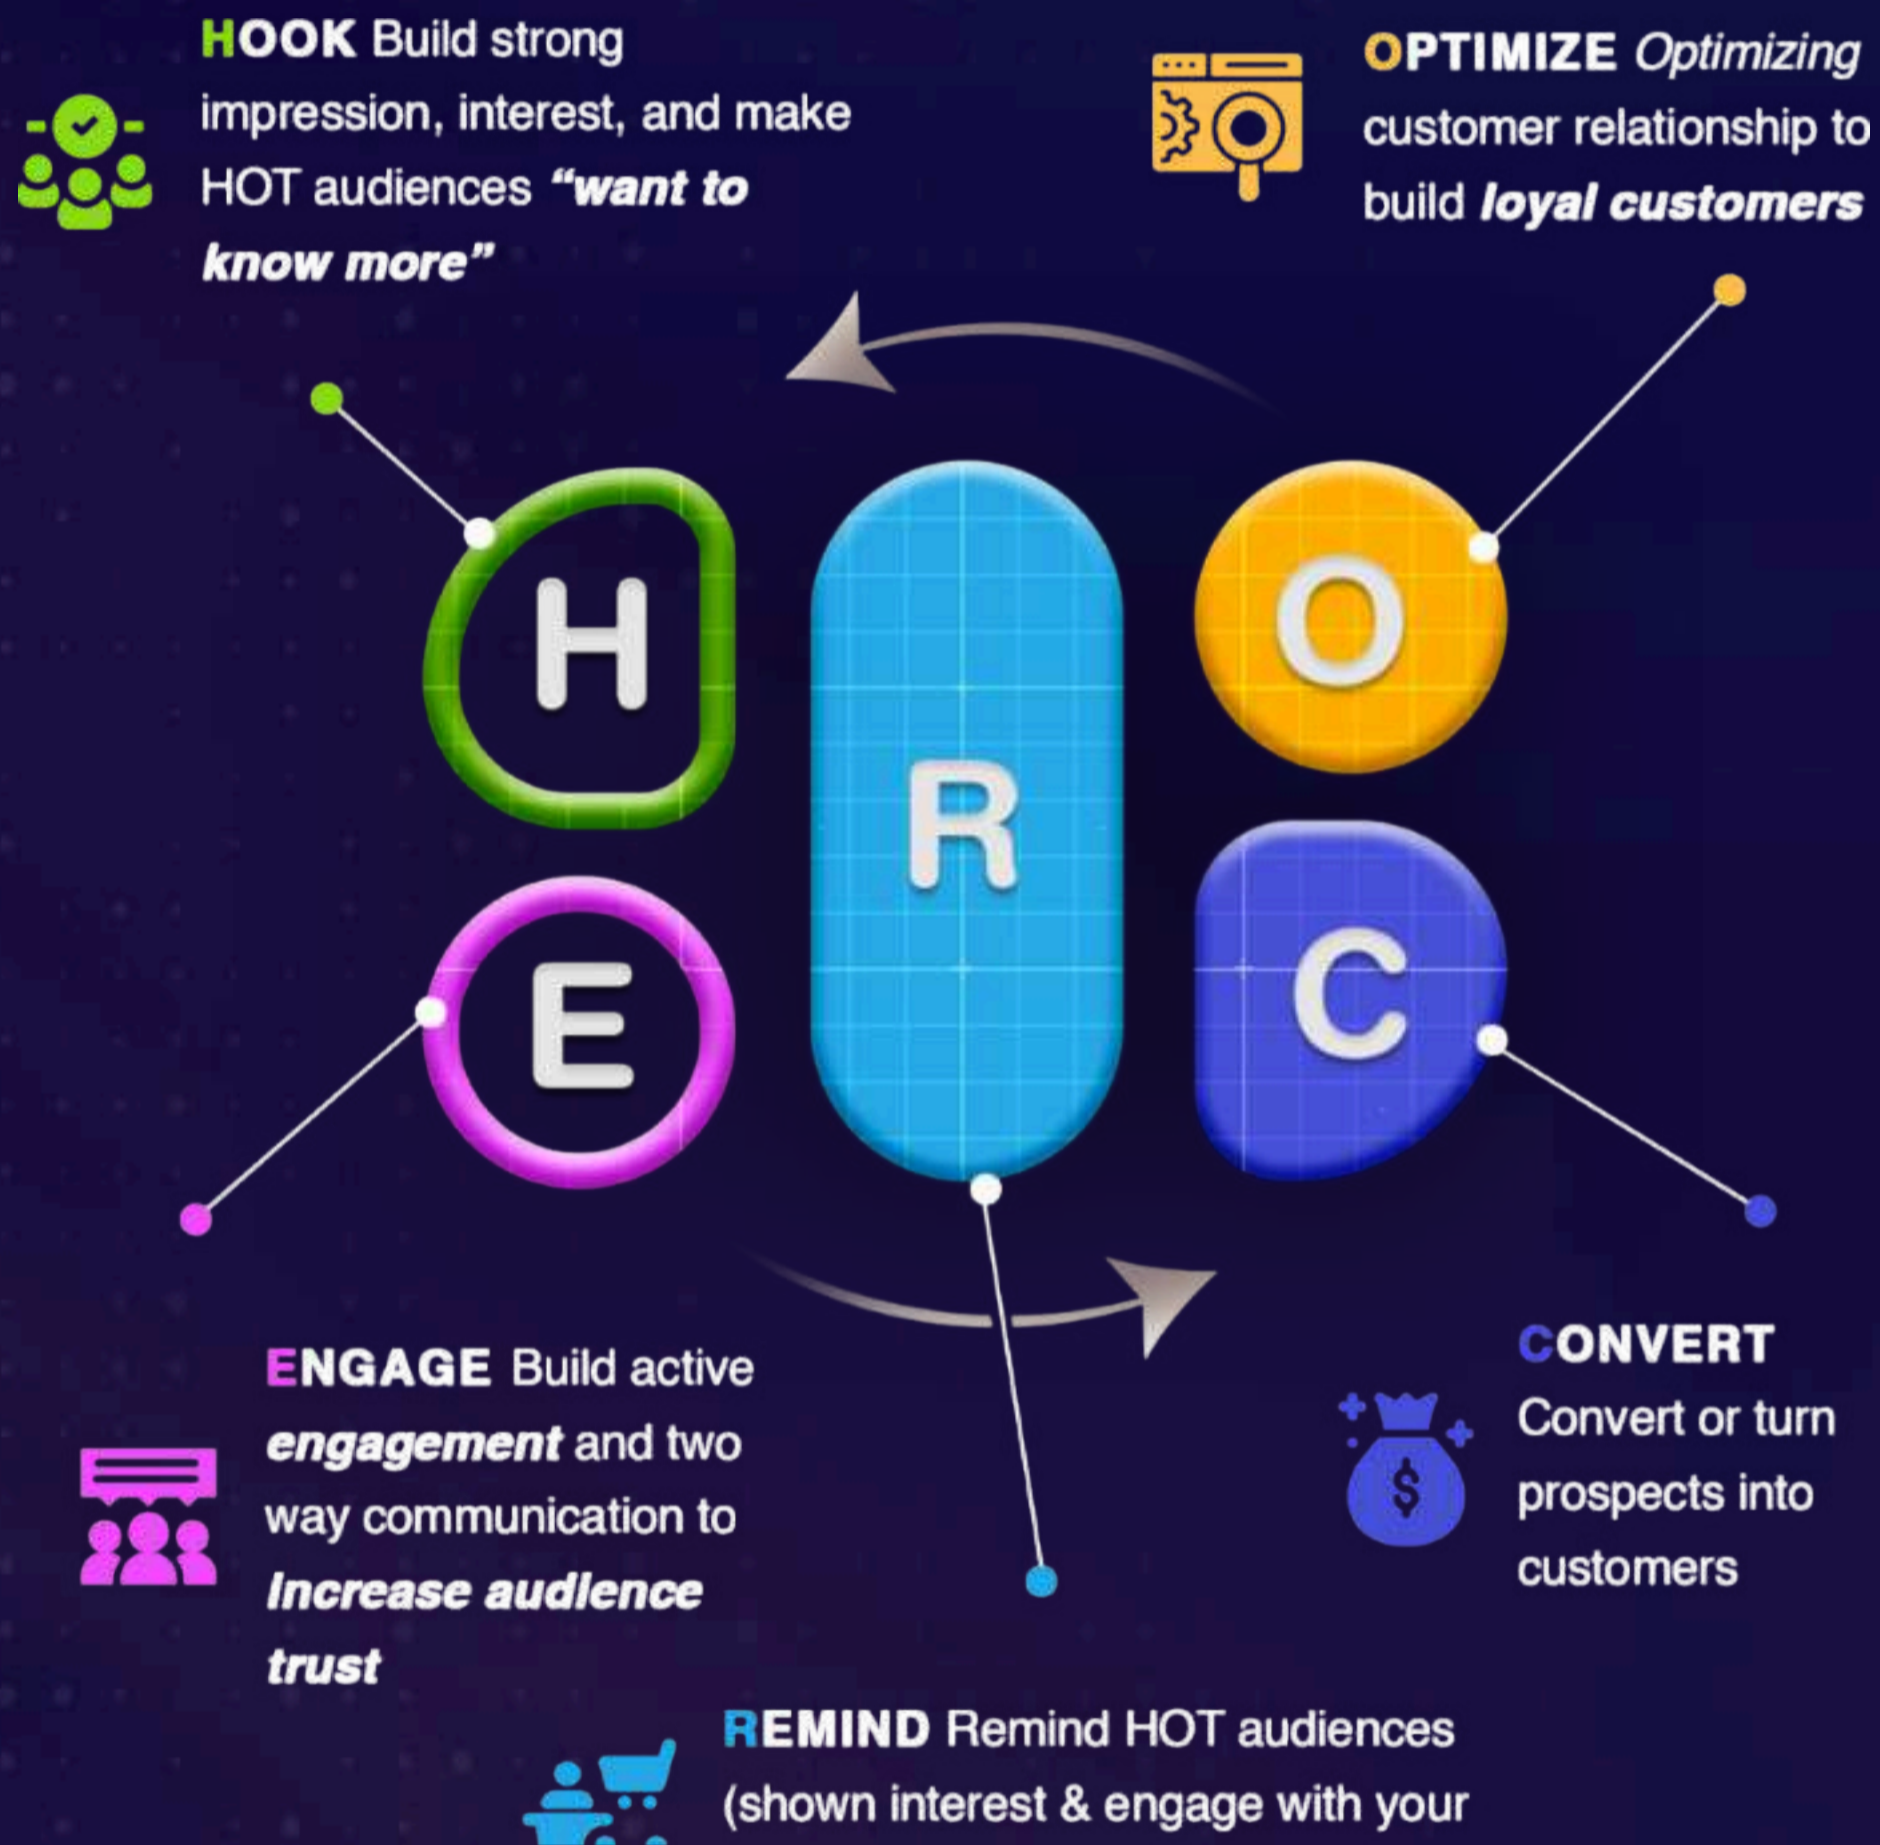 HOOK Build strong
impression, interest, and make
HOT audiences “want to
know more”
OPTIMIZE Optimizing
customer relationship to
build loyal customers
H
R
O
E
C
ENGAGE Build active
engagement and two
way communication to
Increase audience
trust
CONVERT
Convert or turn
prospects into
customers
$
REMIND Remind HOT audiences
(shown interest & engage with your